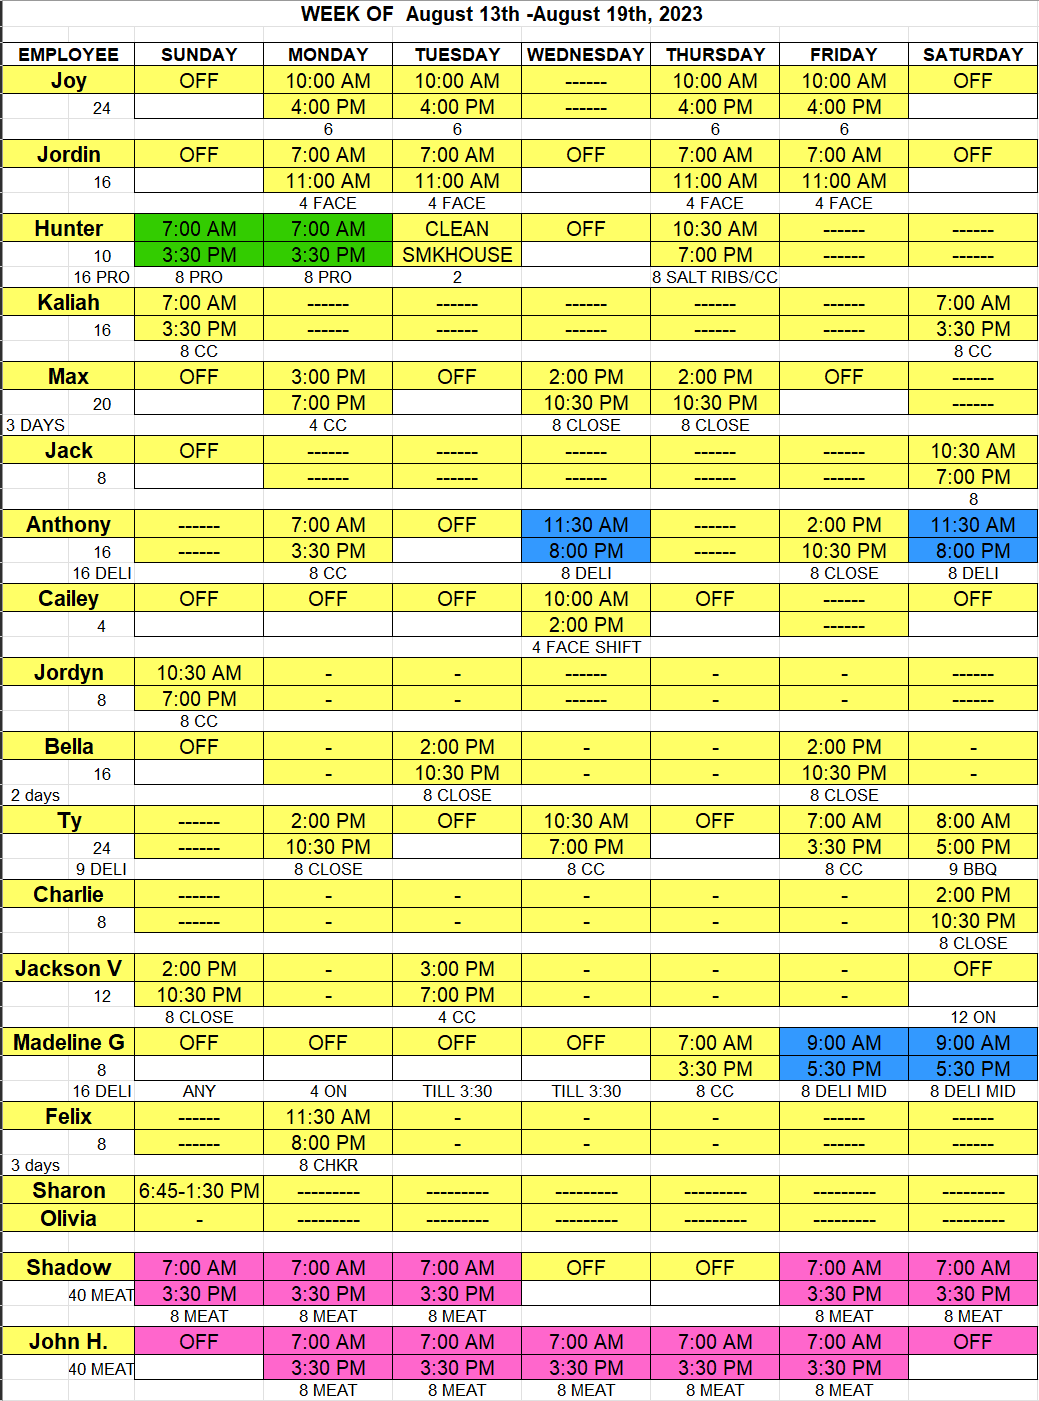 WEEK OF  August 13th -August 19th, 2023
EMPLOYEE SUNDAY MONDAY TUESDAY WEDNESDAY THURSDAY FRIDAY SATURDAY
Joy OFF 10:00 AM 10:00 AM ------ 10:00 AM 10:00 AM OFF
24 4:00 PM 4:00 PM ------ 4:00 PM 4:00 PM
6 6 6 6
Jordin OFF 7:00 AM 7:00 AM OFF 7:00 AM 7:00 AM OFF
16 11:00 AM 11:00 AM 11:00 AM 11:00 AM
4 FACE 4 FACE 4 FACE 4 FACE
Hunter 7:00 AM 7:00 AM CLEAN OFF 10:30 AM ------ ------
10 3:30 PM 3:30 PM SMKHOUSE 7:00 PM ------ ------
16 PRO 8 PRO 8 PRO 2 8 SALT RIBS/CC
Kaliah 7:00 AM ------ ------ ------ ------ ------ 7:00 AM
16 3:30 PM ------ ------ ------ ------ ------ 3:30 PM
8 CC 8 CC
Max OFF 3:00 PM OFF 2:00 PM 2:00 PM OFF ------
20 7:00 PM 10:30 PM 10:30 PM ------
3 DAYS 4 CC 8 CLOSE 8 CLOSE
Jack OFF ------ ------ ------ ------ ------ 10:30 AM
8 ------ ------ ------ ------ ------ 7:00 PM
8
Anthony ------ 7:00 AM OFF 11:30 AM ------ 2:00 PM 11:30 AM
16 ------ 3:30 PM 8:00 PM ------ 10:30 PM 8:00 PM
16 DELI 8 CC 8 DELI 8 CLOSE 8 DELI
Cailey OFF OFF OFF 10:00 AM OFF ------ OFF
4 2:00 PM ------
4 FACE SHIFT
Jordyn 10:30 AM - - ------ - - ------
8 7:00 PM - - ------ - - ------
8 CC
Bella OFF - 2:00 PM - - 2:00 PM -
16 - 10:30 PM - - 10:30 PM -
2 days 8 CLOSE 8 CLOSE
Ty ------ 2:00 PM OFF 10:30 AM OFF 7:00 AM 8:00 AM
24 ------ 10:30 PM 7:00 PM 3:30 PM 5:00 PM
9 DELI 8 CLOSE 8 CC 8 CC 9 BBQ
Charlie ------ - - - - - 2:00 PM
8 ------ - - - - - 10:30 PM
8 CLOSE
Jackson V 2:00 PM - 3:00 PM - - - OFF
12 10:30 PM - 7:00 PM - - -
8 CLOSE 4 CC 12 ON
Madeline G OFF OFF OFF OFF 7:00 AM 9:00 AM 9:00 AM
8 3:30 PM 5:30 PM 5:30 PM
16 DELI ANY 4 ON TILL 3:30 TILL 3:30 8 CC 8 DELI MID 8 DELI MID
Felix ------ 11:30 AM - - - ------ ------
8 ------ 8:00 PM - - - ------ ------
3 days 8 CHKR
Sharon 6:45-1:30 PM --------- --------- --------- --------- --------- ---------
Olivia - --------- --------- --------- --------- --------- ---------
Shadow 7:00 AM 7:00 AM 7:00 AM OFF OFF 7:00 AM 7:00 AM
40 MEAT 3:30 PM 3:30 PM 3:30 PM 3:30 PM 3:30 PM
8 MEAT 8 MEAT 8 MEAT 8 MEAT 8 MEAT
John H. OFF 7:00 AM 7:00 AM 7:00 AM 7:00 AM 7:00 AM OFF
40 MEAT 3:30 PM 3:30 PM 3:30 PM 3:30 PM 3:30 PM
8 MEAT 8 MEAT 8 MEAT 8 MEAT 8 MEAT